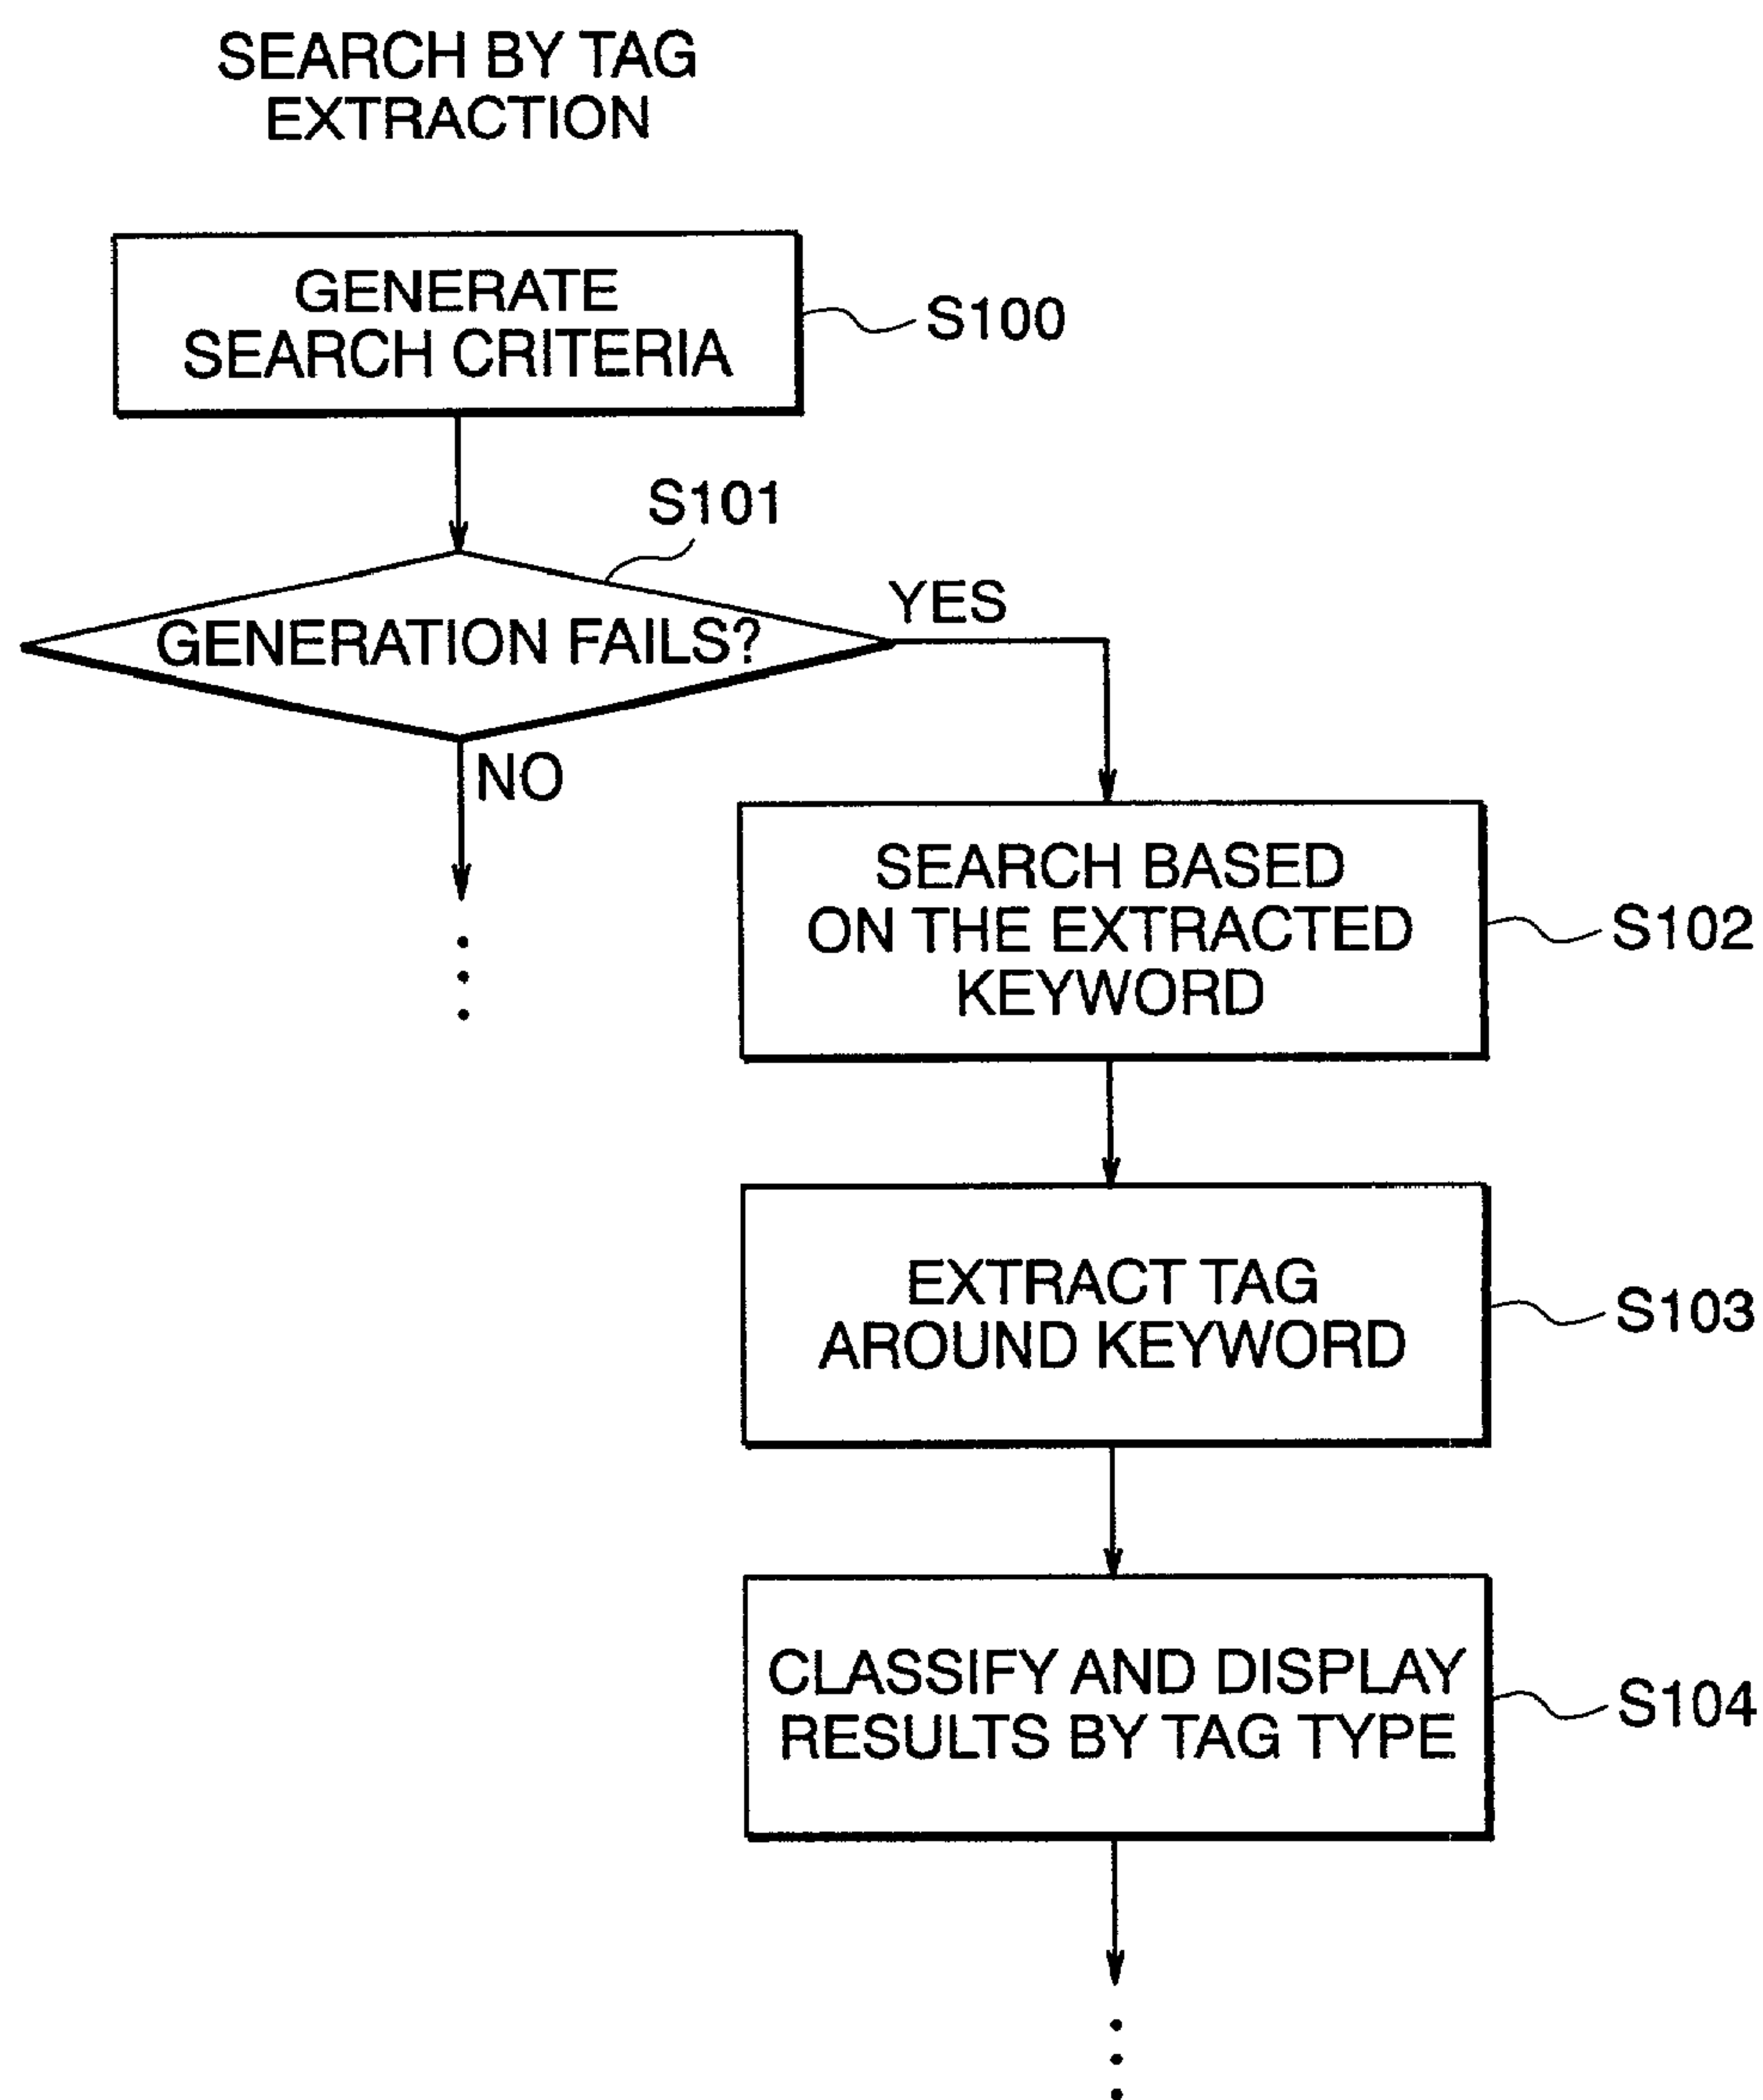 SEARCH BY TAG
EXTRACTION
GENERATE
SEARCH CRITERIA
S100
S101
GENERATION FAILS?
YES
NO
SEARCH BASED
ON THE EXTRACTED
KEYWORD
S102
EXTRACT TAG
AROUND KEYWORD
S103
CLASSIFY AND DISPLAY
RESULTS BY TAG TYPE
S104